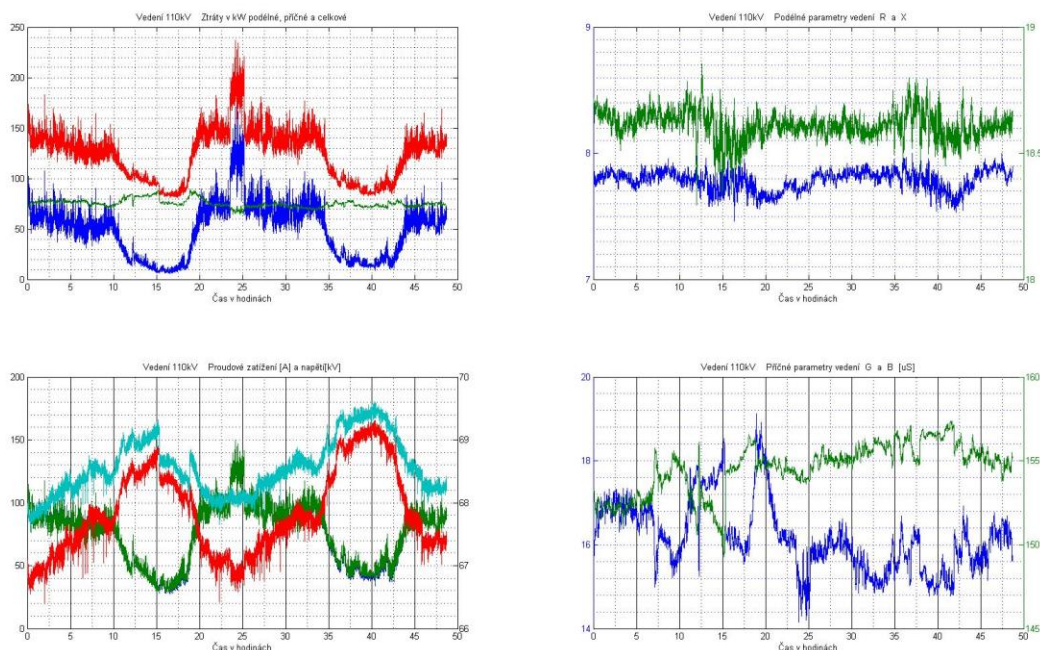 Vedení 110kV Ztráty v kW podélné, příčné a celkové
250
200
150
100
50
0
0 5 10 15 20 25 30 35 40 45 50
Čas v hodinách
Vedení 110kV Podélné parametry vedení R a X
9
8
7
19
18.5
18
0 5 10 15 20 25 30 35 40 45 50
Čas v hodinách
Vedení 110kV Proudové zatížení [A] a napětí[kV]
200
150
100
50
0
70
69
68
67
66
0 5 10 15 20 25 30 35 40 45 50
Čas v hodinách
Vedení 110kV Příčné parametry vedení G a B [uS]
20
18
16
14
160
155
150
145
0 5 10 15 20 25 30 35 40 45 50
Čas v hodinách